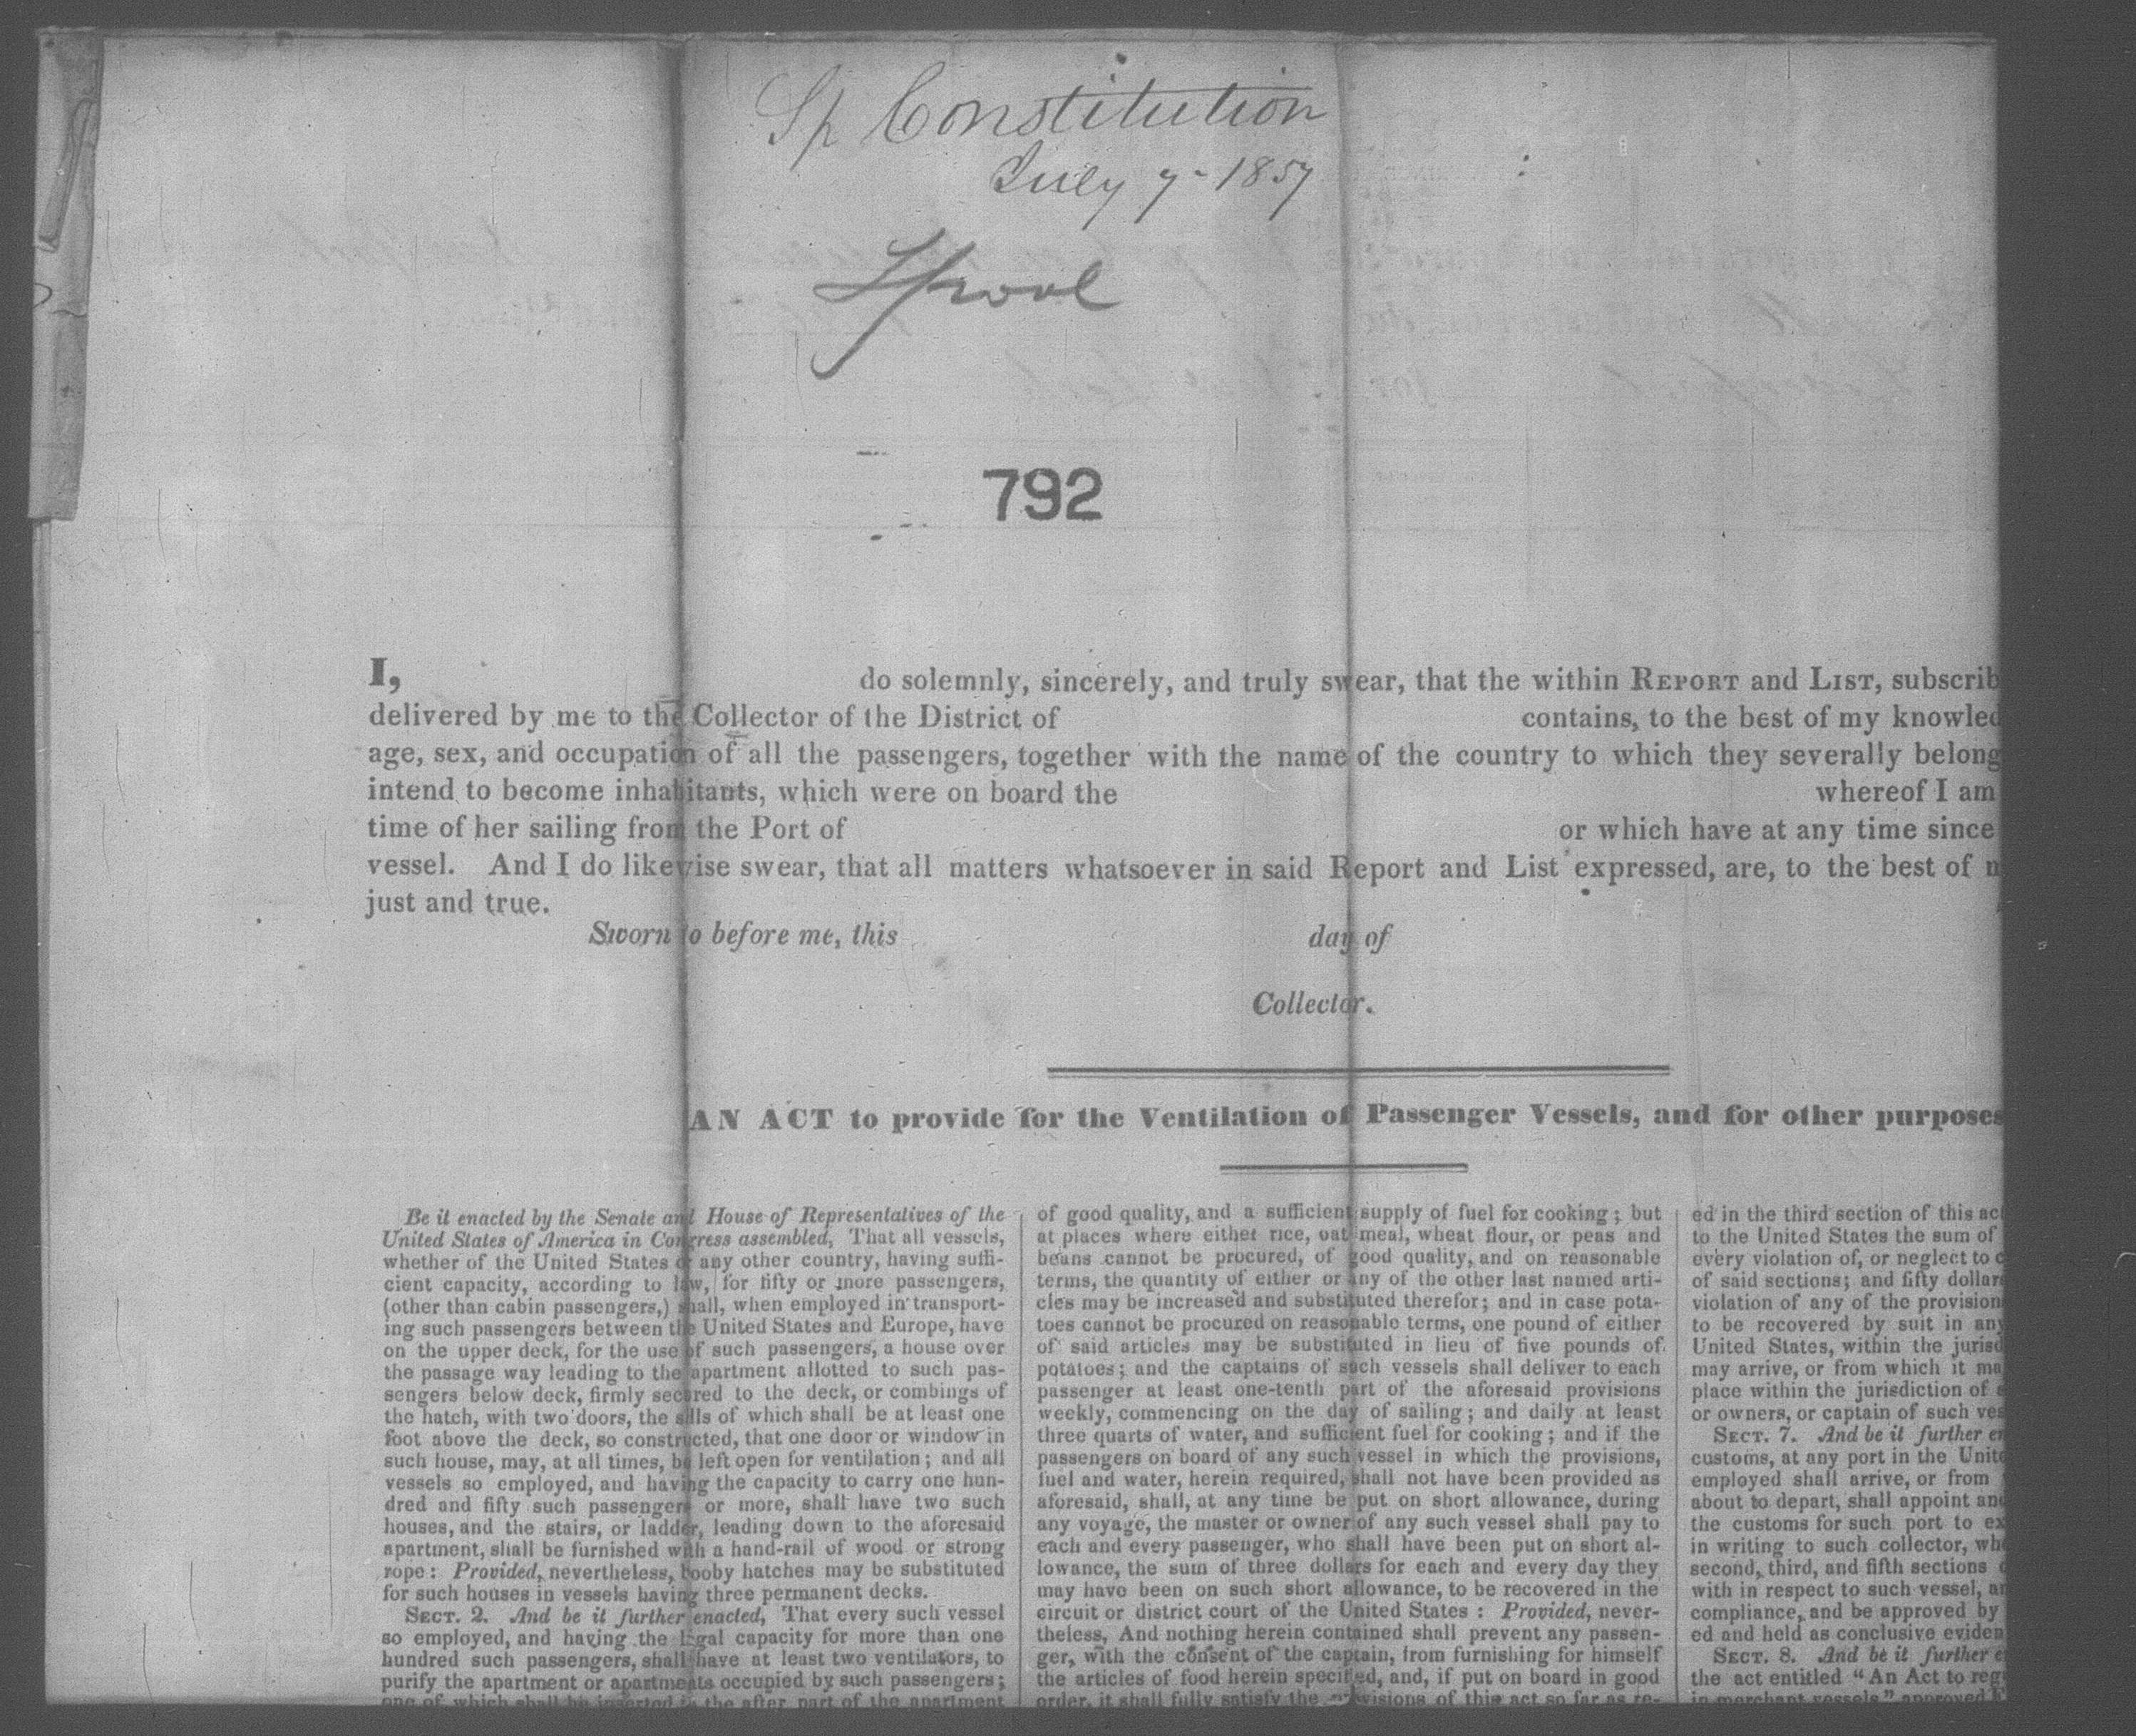 Sp Constitution
July 7 - 1857
Lpool
792
I, do solemnly, sincerely, and truly swear, that the within REPORT and LIST, subscrib
delivered by me to the Collector of the District of contains, to the best of my knowled
age, sex, and occupation of all the passengers, together with the name of the country to which they severally belong
intend to become inhabitants, which were on board the whereof I am
time of her sailing from the Port of or which have at any time since
vessel. And I do likewise swear, that all matters whatsoever in said Report and List expressed, are, to the best of
just and true.
Sworn to before me, this day of
Collector.
AN ACT to provide for the Ventilation of Passenger Vessels, and for other purposes
Be it enacted by the Senate and House of Representatives of the
United States of America in Congress assembled, That all vessels,
whether of the United States or any other country, having suffi-
cient capacity, according to law, for fifty or more passengers,
(other than cabin passengers,) shall, when employed in transport-
ing such passengers between the United States and Europe, have
on the upper deck, for the use of such passengers, a house over
the passage way leading to the apartment allotted to such pas-
sengers below deck, firmly secured to the deck, or combings of
the hatch, with two doors, the sills of which shall be at least one
foot above the deck, so constructed, that one door or window in
such house, may, at all times, be left open for ventilation; and all
vessels so employed, and having the capacity to carry one hun-
dred and fifty such passengers or more, shall have two such
houses, and the stairs, or ladder, leading down to the aforesaid
apartment, shall be furnished with a hand-rail of wood or strong
rope: Provided, nevertheless, booby hatches may be substituted
for such houses in vessels having three permanent decks.
SECT. 2. And be it further enacted, That every such vessel
so employed, and having the legal capacity for more than one
hundred such passengers, shall have at least two ventilators, to
purify the apartment or apartments occupied by such passengers;
one of which shall be inserted in the after part of the apartment
of good quality, and a sufficient supply of fuel for cooking; but
at places where either rice, oatmeal, wheat flour, or peas and
beans cannot be procured, of good quality, and on reasonable
terms, the quantity of either or any of the other last named arti-
cles may be increased and substituted therefor; and in case pota-
toes cannot be procured on reasonable terms, one pound of either
of said articles may be substituted in lieu of five pounds of
potatoes; and the captains of such vessels shall deliver to each
passenger at least one-tenth part of the aforesaid provisions
weekly, commencing on the day of sailing; and daily at least
three quarts of water, and sufficient fuel for cooking; and if the
passengers on board of any such vessel in which the provisions,
fuel and water, herein required, shall not have been provided as
aforesaid, shall, at any time be put on short allowance, during
any voyage, the master or owner of any such vessel shall pay to
each and every passenger, who shall have been put on short al-
lowance, the sum of three dollars for each and every day they
may have been on such short allowance, to be recovered in the
circuit or district court of the United States: Provided, never-
theless, And nothing herein contained shall prevent any passen-
ger, with the consent of the captain, from furnishing for himself
the articles of food herein specified, and, if put on board in good
order, it shall fully satisfy the provisions of this act so far as re-
ed in the third section of this act
to the United States the sum of
every violation of, or neglect to c
of said sections; and fifty dollars
violation of any of the provision
to be recovered by suit in any
United States, within the jurisd
may arrive, or from which it ma
place within the jurisdiction of
or owners, or captain of such ves
SECT. 7. And be it further en
customs, at any port in the Unite
employed shall arrive, or from
about to depart, shall appoint and
the customs for such port to ex
in writing to such collector, wh
second, third, and fifth sections
with in respect to such vessel, an
compliance, and be approved by
ed and held as conclusive eviden
SECT. 8. And be it further e
the act entitled "An Act to reg
in merchant vessels" approved